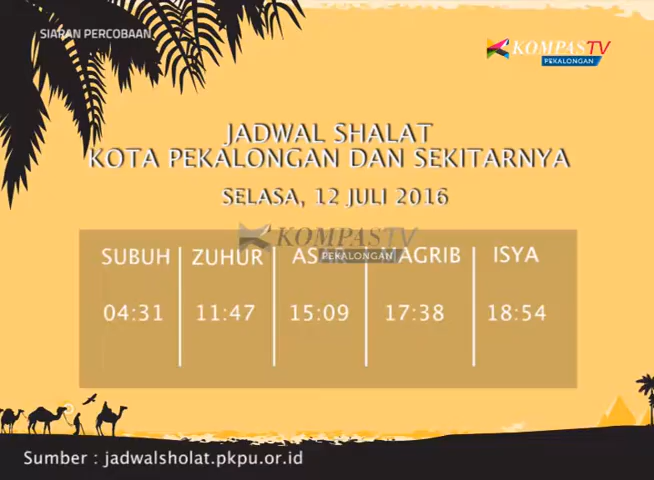 SIARAN PERCOBAAN
KOMPASTV
PEKALONGAN
JADWAL SHALAT
KOTA PEKALONGAN DAN SEKITARNYA
SELASA, 12 JULI 2016
KOMPASTV
PEKALONGAN
SUBUH ZUHUR MAGRIB ISYA
04:31 11:47 15:09 17:38 18:54
Sumber : jadwalsholat.pkpu.or.id